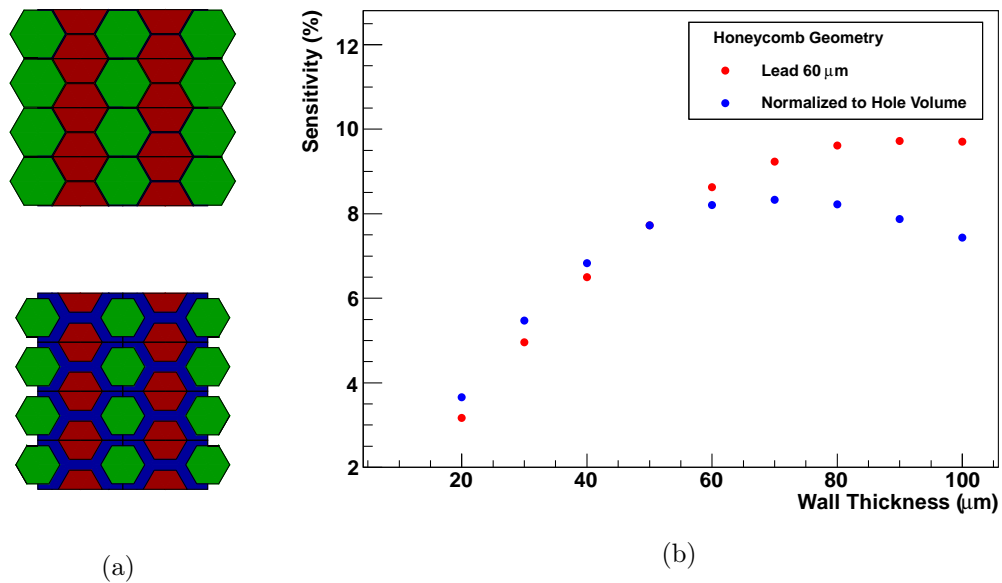 Sensitivity (%)
12
10
8
6
4
2
Honeycomb Geometry
Lead 60 μm
Normalized to Hole Volume
20 40 60 80 100
Wall Thickness (μm)
(a)
(b)